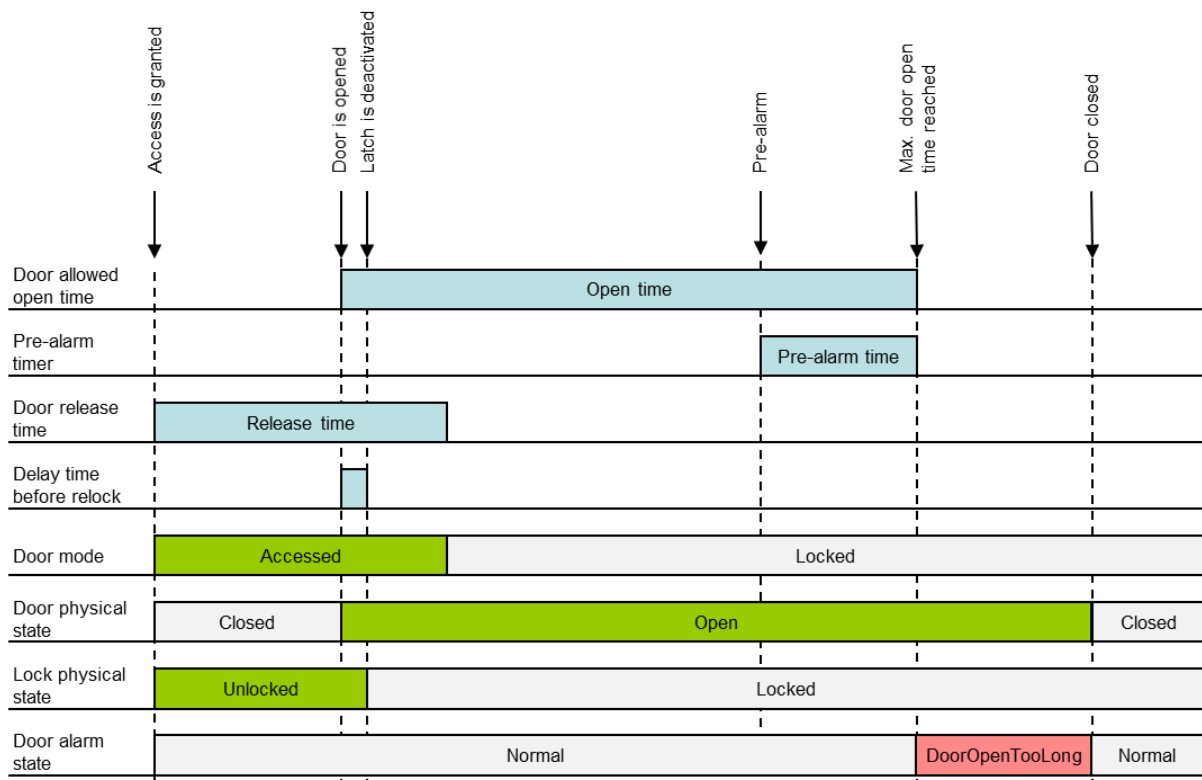 Access is granted
Door is opened
Latch is deactivated
Pre-alarm
Max. door open
time reached
Door closed
Door allowed
open time
Open time
Pre-alarm
timer
Pre-alarm time
Door release
time
Release time
Delay time
before relock
Door mode
Accessed
Locked
Door physical
state
Closed
Open
Closed
Lock physical
state
Unlocked
Locked
Door alarm
state
Normal
DoorOpenTooLong
Normal